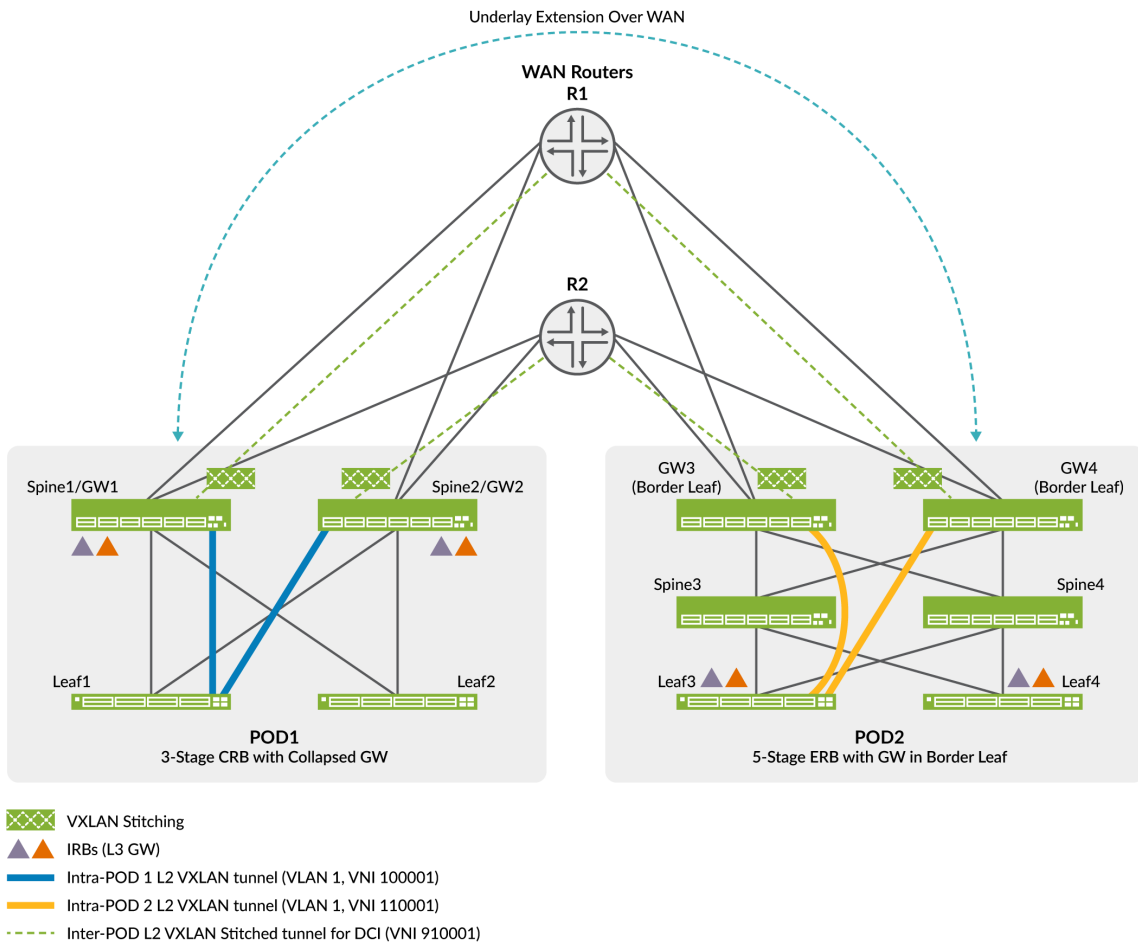 Underlay Extension Over WAN
WAN Routers
R1
R2
Spine1/GW1
Spine2/GW2
GW3
(Border Leaf)
GW4
(Border Leaf)
Spine3
Spine4
Leaf1
Leaf2
Leaf3
Leaf4
POD1
3-Stage CRB with Collapsed GW
POD2
5-Stage ERB with GW in Border Leaf
VXLAN Stitching
IRBs (L3 GW)
Intra-POD 1 L2 VXLAN tunnel (VLAN 1, VNI 100001)
Intra-POD 2 L2 VXLAN tunnel (VLAN 1, VNI 110001)
Inter-POD L2 VXLAN Stitched tunnel for DCI (VNI 910001)